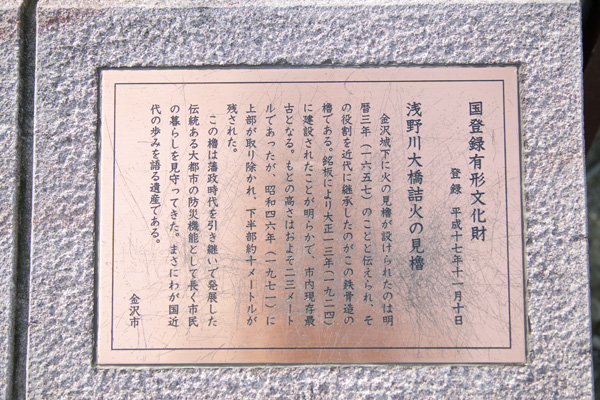 国登録有形文化財
登録 平成十七年十一月十日
浅野川大橋詰火の見櫓
金沢城下に火の見櫓が設けられたのは明
暦三年（一六五七）のことと伝えられ、そ
の役割を近代に継承したのがこの鉄骨造の
櫓である。銘板により大正一三年（一九二四）
に建設されたことが明らかで、市内現存最
古となる。もとの高さはおよそ二三メート
ルであったが、昭和四六年（一九七一）に
上部が取り除かれ、下半部約十メートルが
残された。
この櫓は藩政時代を引き継いで発展した
伝統ある大都市の防災機能として長く市民
の暮らしを見守ってきた。まさにわが国近
代の歩みを語る遺産である。
金沢市